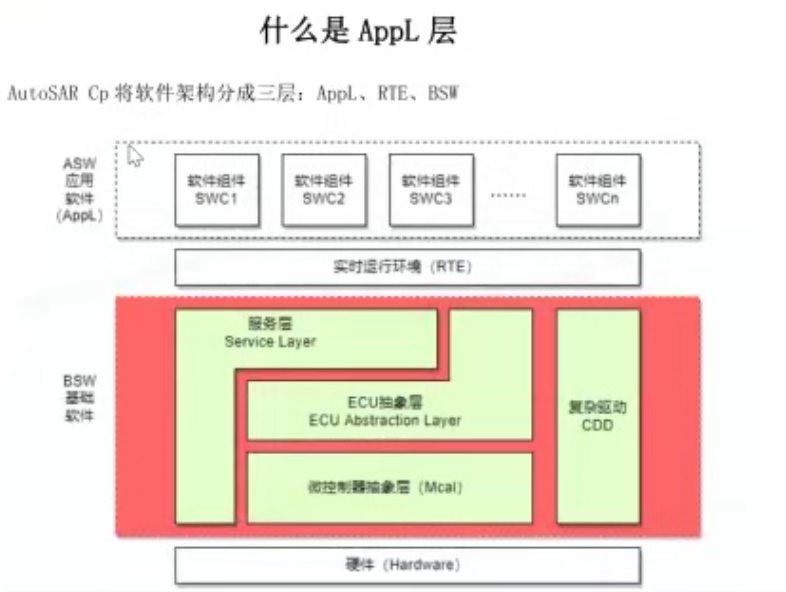 什么是 AppL 层
AutoSAR Cp 将软件架构分成三层：AppL、RTE、BSW
ASW
应用
软件
（AppL）
软件组件
SWC1
软件组件
SWC2
软件组件
SWC3
……
软件组件
SWCn
实时运行环境（RTE）
BSW
基础
软件
服务层
Service Layer
ECU抽象层
ECU Abstraction Layer
微控制器抽象层（Mcal）
复杂驱动
CDD
硬件（Hardware）